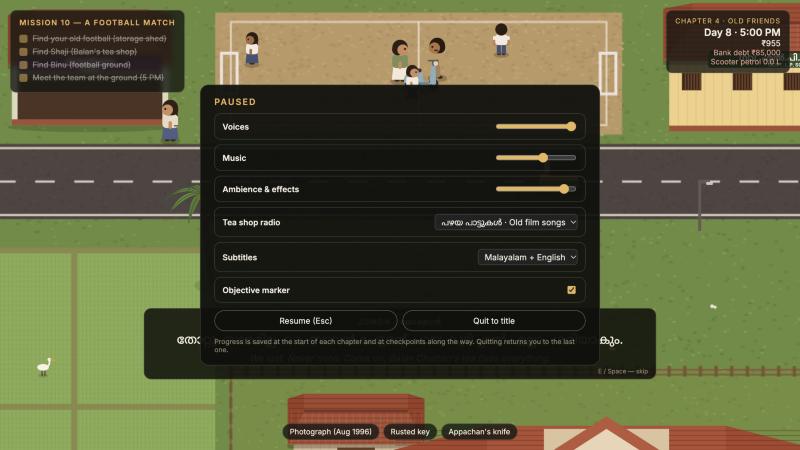 MISSION 10 — A FOOTBALL MATCH
Find your football (storage shed)
Find Shaji (Balan's tea shop)
Find Binu (football ground)
Meet the team at the ground (5 PM)
CHAPTER 4 · OLD FRIENDS
Day 8 · 5:00 PM
₹955
Bank debt ₹85,000
Scooter petrol 0.0 L
PAUSED
Voices
Music
Ambience & effects
Tea shop radio
പഴയ പാട്ടുകൾ · Old film songs
Subtitles
Malayalam + English
Objective marker
Resume (Esc)
Quit to title
Progress is saved at the start of each chapter and at checkpoints along the way. Quitting returns you to the last
one.
E / Space — skip
Photograph (Aug 1996)
Rusted key
Appachan's knife